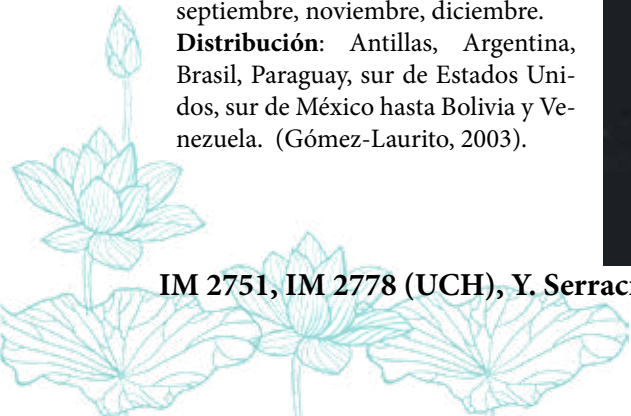 septiembre, noviembre, diciembre.
Distribución: Antillas, Argentina,
Brasil, Paraguay, sur de Estados Uni-
dos, sur de México hasta Bolivia y Ve-
nezuela. (Gómez-Laurito, 2003).
IM 2751, IM 2778 (UCH), Y. Serrac